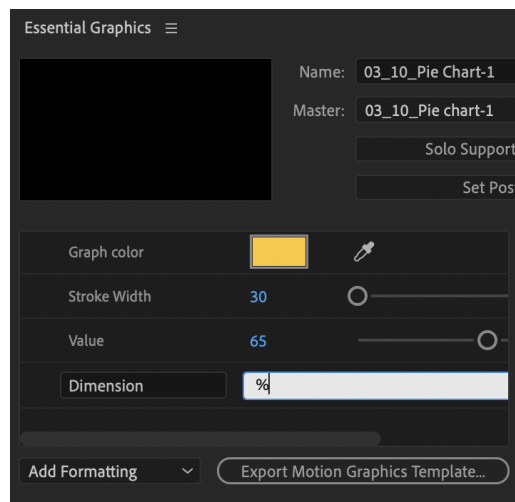 Essential Graphics
Name: 03_10_Pie Chart-1
Master: 03_10_Pie chart-1
Solo Support
Set Pos
Graph color
Stroke Width 30
Value 65
Dimension %
Add Formatting Export Motion Graphics Template...